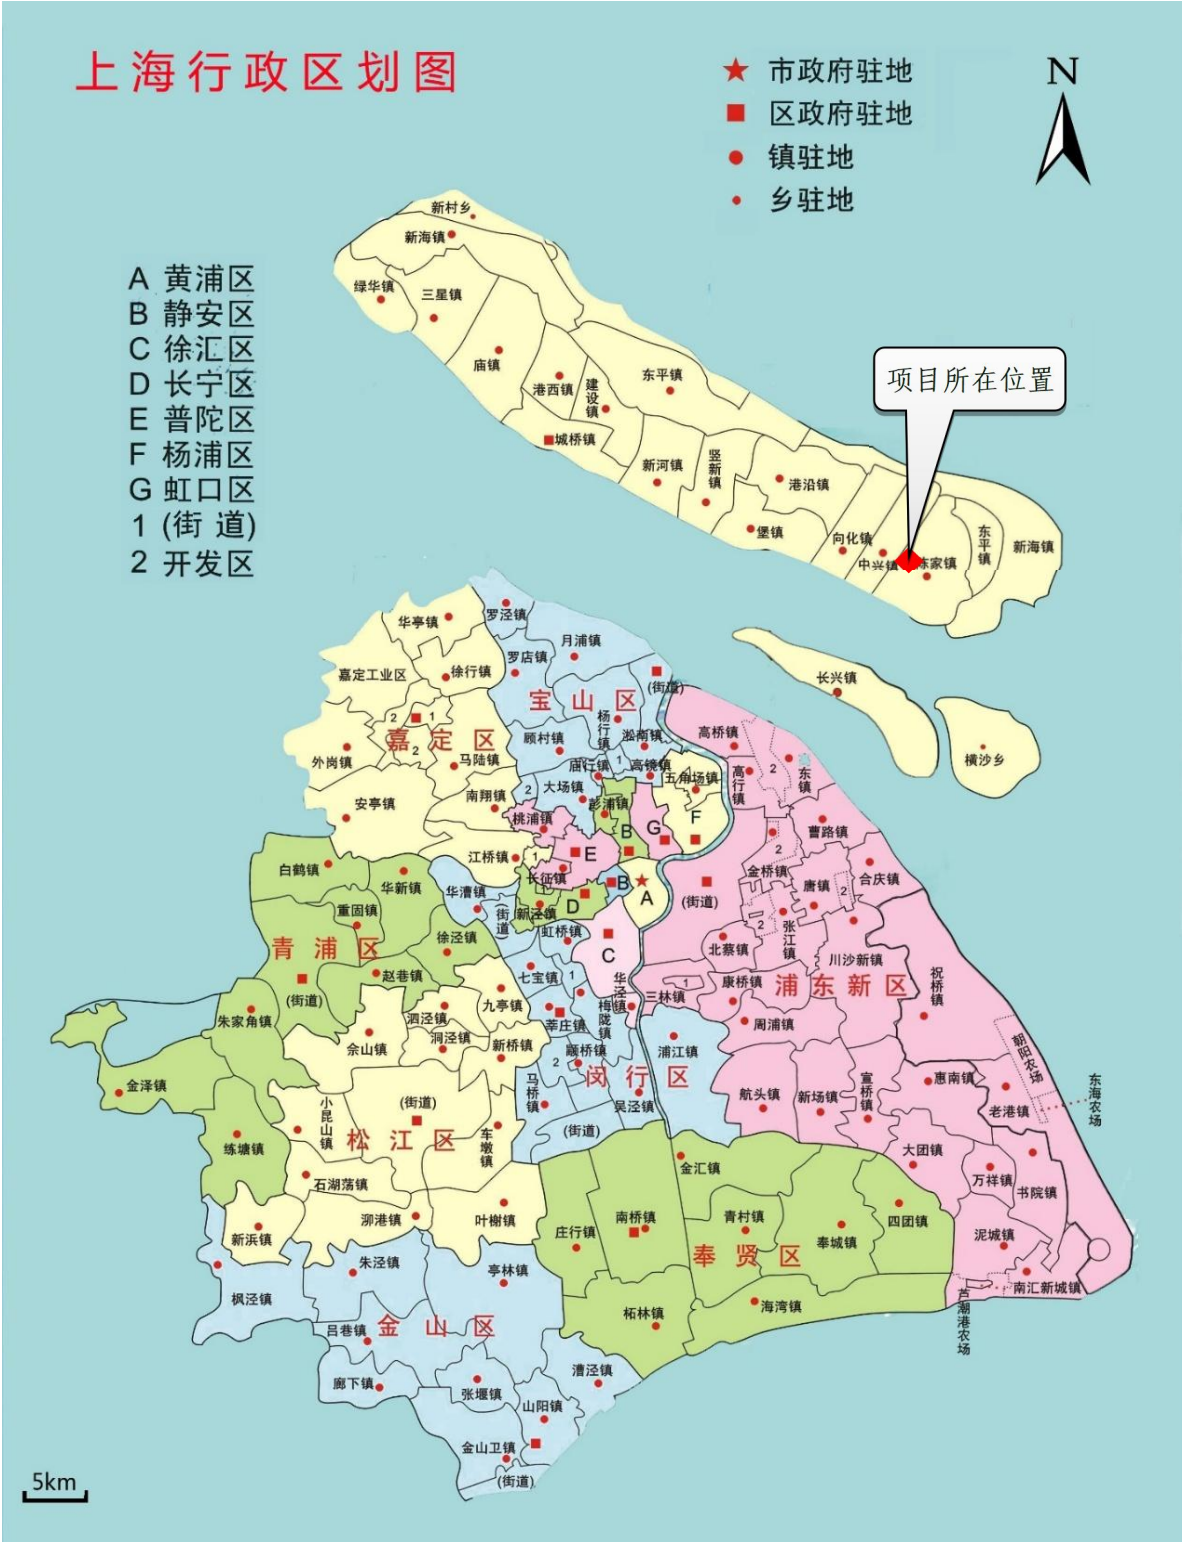 上海行政区划图
市政府驻地
区政府驻地
镇驻地
乡驻地
N
A 黄浦区
B 静安区
C 徐汇区
D 长宁区
E 普陀区
F 杨浦区
G 虹口区
1 (街 道)
2 开发区
项目所在位置
新村乡
新海镇
绿华镇
三星镇
庙镇
港西镇
建设镇
东平镇
城桥镇
新河镇
竖新镇
港沿镇
堡镇
向化镇
中兴镇
陈家镇
东平镇
新海镇
长兴镇
横沙乡
罗泾镇
月浦镇
罗店镇
宝山区
(街道)
杨行镇
淞南镇
顾村镇
庙行镇
1
高镜镇
大场镇
2
华亭镇
嘉定工业区
徐行镇
2
1
嘉定区
2
外岗镇
马陆镇
安亭镇
南翔镇
江桥镇
1
五角场镇
1
F
彭浦镇
B
G
桃浦镇
E
长征镇
B
A
1
新泾镇
D
C
华泾镇
高桥镇
高行镇
2
东镇
曹路镇
2
金桥镇
唐镇
2
合庆镇
(街道)
2
张江镇
北蔡镇
川沙新镇
祝桥镇
1
三林镇
康桥镇
浦东新区
周浦镇
航头镇
新场镇
宣桥镇
惠南镇
朝阳农场
老港镇
东海农场
大团镇
万祥镇
书院镇
泥城镇
南汇新城镇
芦潮港农场
白鹤镇
华新镇
重固镇
青浦区
徐泾镇
赵巷镇
(街道)
朱家角镇
金泽镇
练塘镇
华漕镇
(街道)
虹桥镇
七宝镇
1
莘庄镇
梅陇镇
2
颛桥镇
闵行区
马桥镇
吴泾镇
(街道)
浦江镇
九亭镇
泗泾镇
佘山镇
洞泾镇
新桥镇
小昆山镇
(街道)
松江区
车墩镇
石湖荡镇
泖港镇
叶榭镇
新浜镇
金汇镇
庄行镇
南桥镇
青村镇
奉城镇
四团镇
奉贤区
柘林镇
海湾镇
枫泾镇
朱泾镇
亭林镇
吕巷镇
金山区
廊下镇
张堰镇
漕泾镇
山阳镇
金山卫镇
(街道)
5km